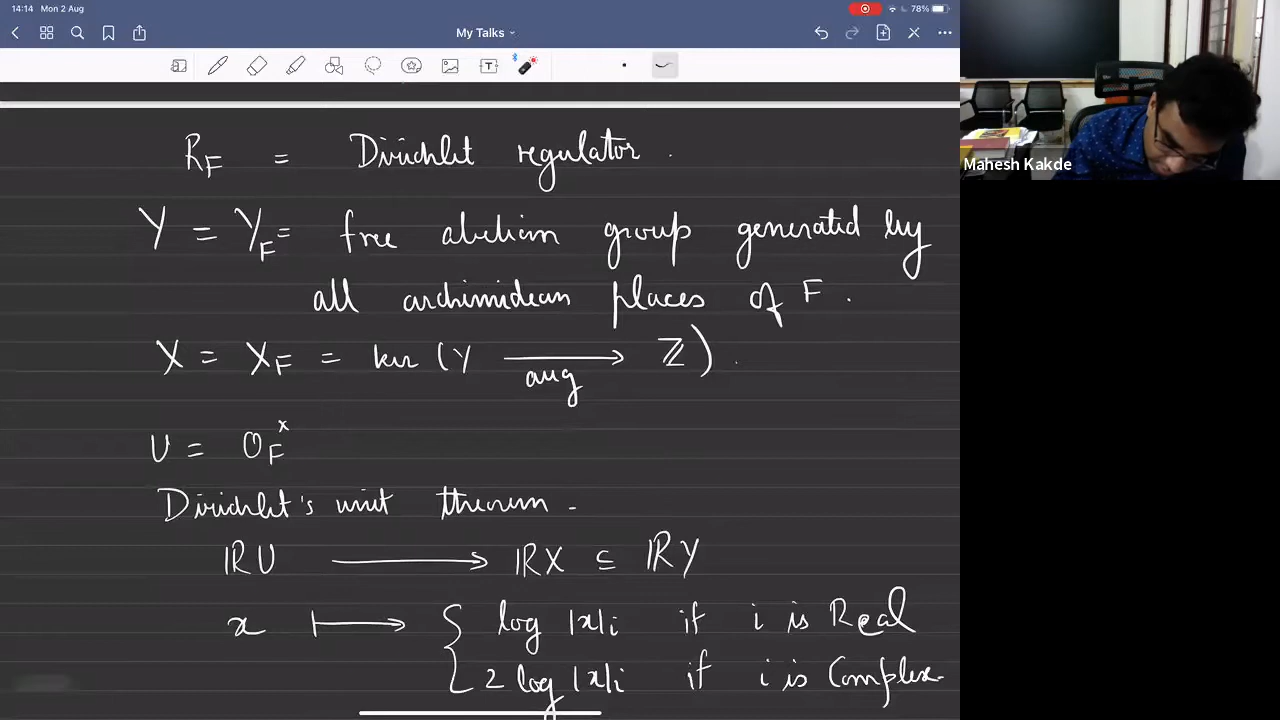 14:14 Mon 2 Aug
78%
My Talks
Mahesh Kakde
R_F = Dirichlet regulator.
Y = Y_F = free abelian group generated by
all archimidean places of F.
X = X_F = ker (Y ⟶ ℤ).
aug
U = O_F^×
Dirichlet's unit theorem -
ℝU ⟶ ℝX ⊆ ℝY
x ⟼ { log |x|_i if i is Real
2 log |x|_i if i is Complex.